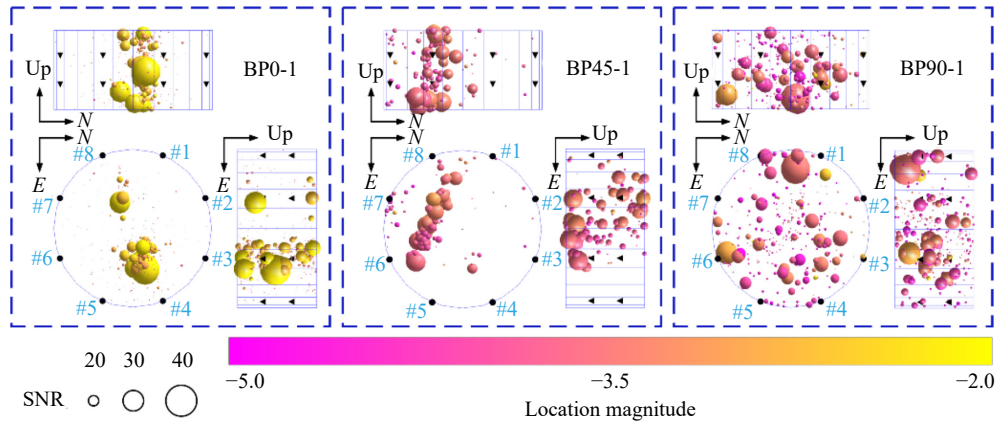 BP0-1
Up
N
N
E
Up
#8
#1
#7
#2
#6
#3
#5
#4
BP45-1
Up
N
N
E
Up
#8
#1
#7
#2
#6
#3
#5
#4
BP90-1
Up
N
N
E
Up
#8
#1
#7
#2
#6
#3
#5
#4
20 30 40
SNR
−5.0 −3.5 −2.0
Location magnitude